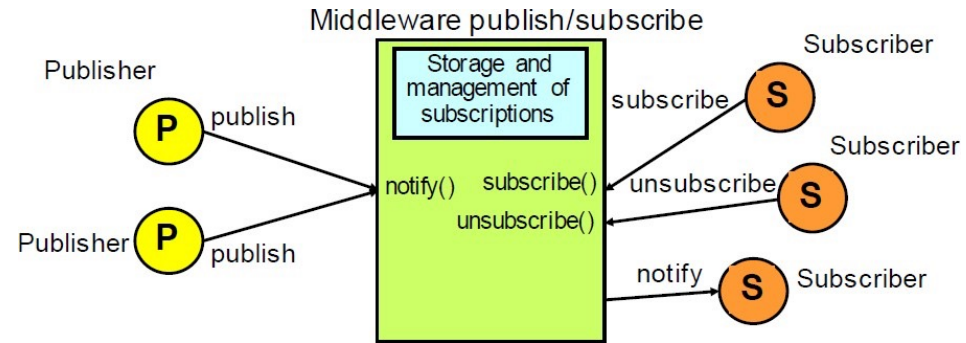 Middleware publish/subscribe
Publisher
P
publish
Publisher
P
publish
Storage and
management of
subscriptions
notify()
subscribe()
unsubscribe()
Subscriber
subscribe
S
Subscriber
unsubscribe
S
notify
S
Subscriber